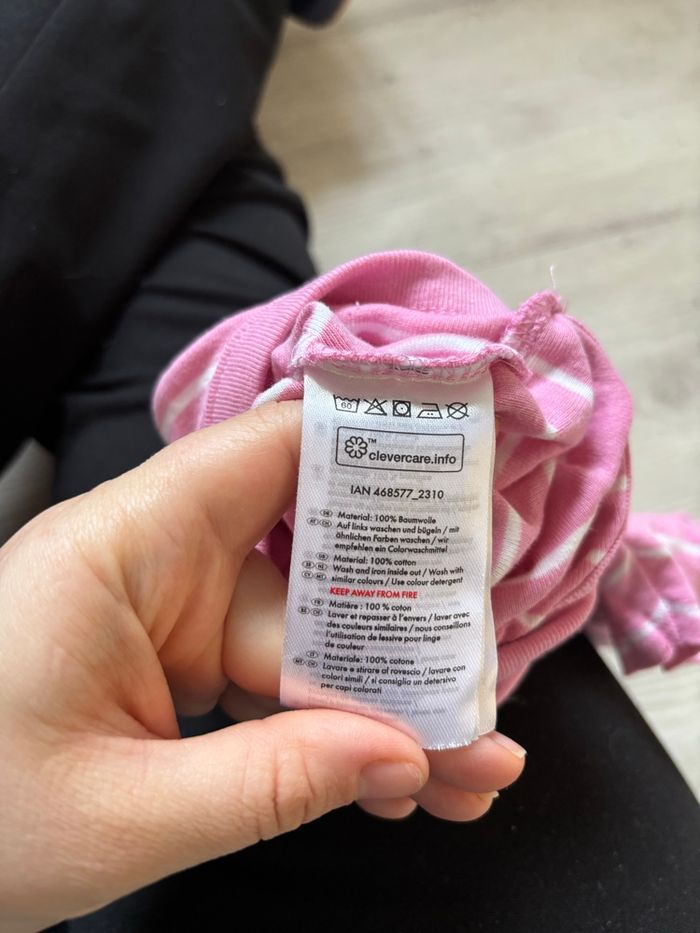 60
™
clevercare.info
IAN 468577_2310
Material: 100% Baumwolle
Auf links waschen und bügeln / mit
ähnlichen Farben waschen / wir
empfehlen ein Colorwaschmittel
Material: 100% cotton
Wash and iron inside out / Wash with
similar colours / Use colour detergent
KEEP AWAY FROM FIRE
Matière : 100 % coton
Laver et repasser à l'envers / laver avec
des couleurs similaires / nous conseillons
l'utilisation de lessive pour linge
de couleur
Materiale: 100% cotone
Lavare e stirare al rovescio / lavare con
colori simili / si consiglia un detersivo
per capi colorati